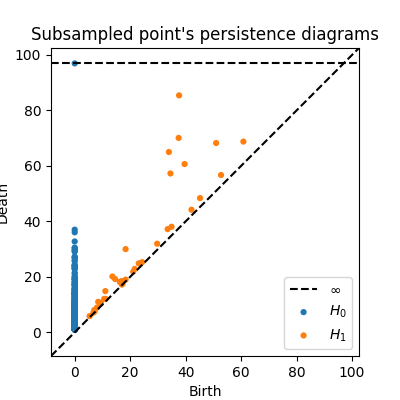 Subsampled point's persistence diagrams
100
80
60
40
20
0
Death
0 20 40 60 80 100
Birth
∞
H₀
H₁